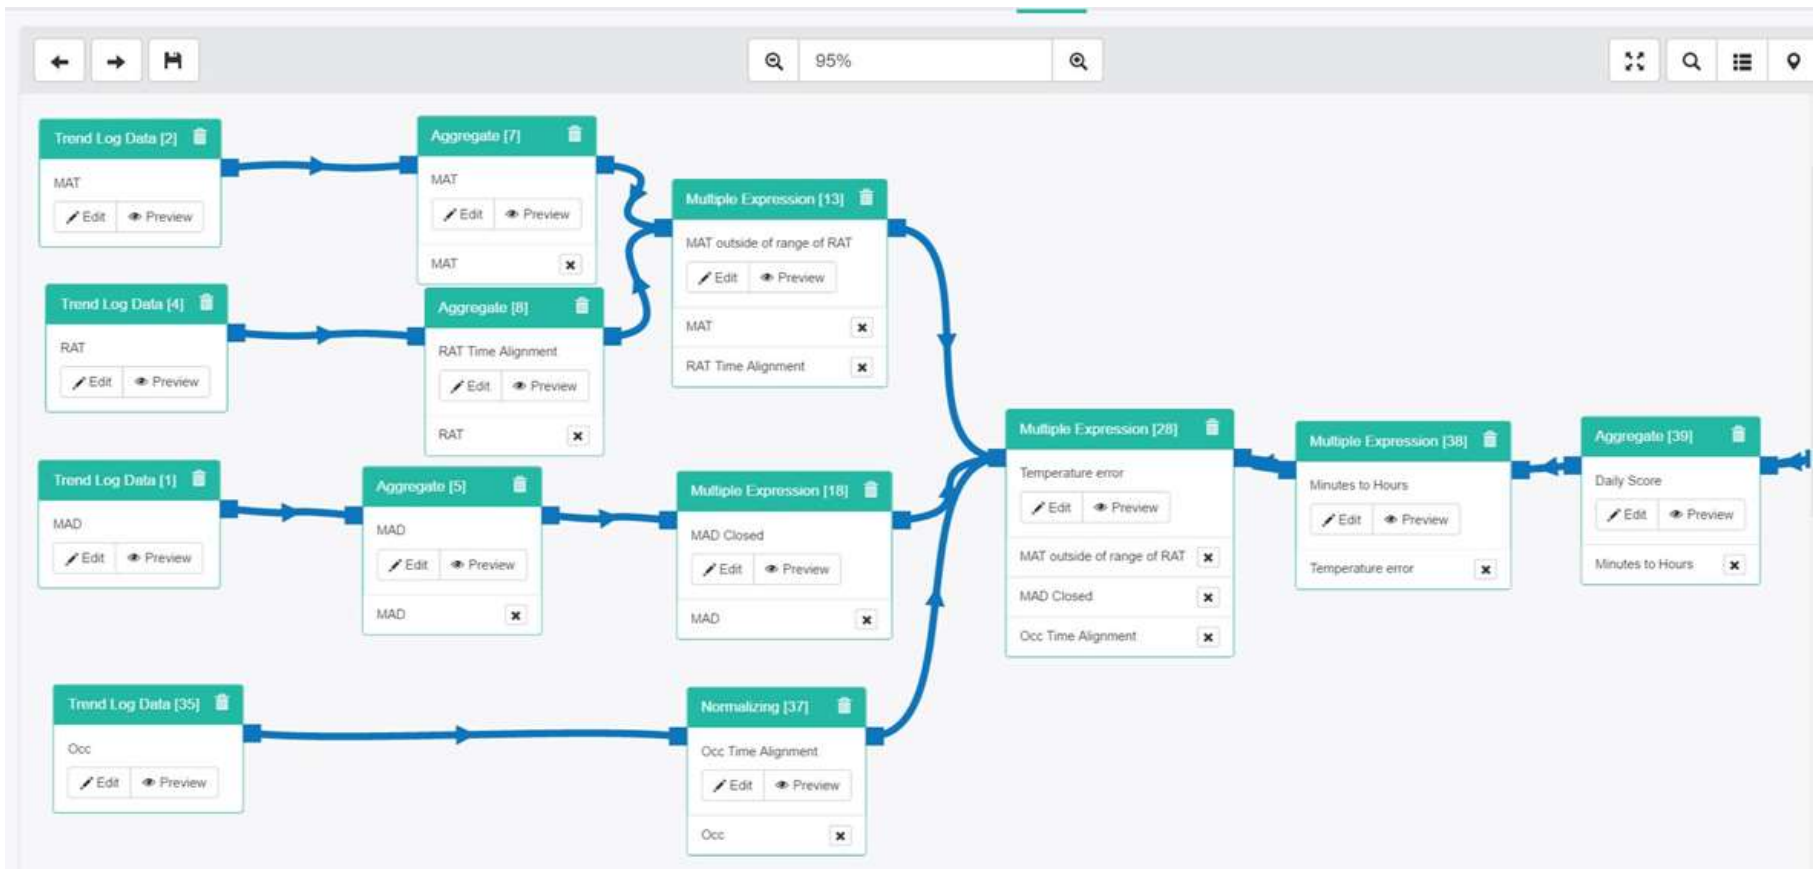 95%
Trend Log Data [2]
MAT
Edit Preview
Aggregate [7]
MAT
Edit Preview
MAT
Multiple Expression [13]
MAT outside of range of RAT
Edit Preview
MAT
RAT Time Alignment
Trend Log Data [4]
RAT
Edit Preview
Aggregate [8]
RAT Time Alignment
Edit Preview
RAT
Trend Log Data [1]
MAD
Edit Preview
Aggregate [5]
MAD
Edit Preview
MAD
Multiple Expression [18]
MAD Closed
Edit Preview
MAD
Multiple Expression [28]
Temperature error
Edit Preview
MAT outside of range of RAT
MAD Closed
Occ Time Alignment
Multiple Expression [38]
Minutes to Hours
Edit Preview
Temperature error
Aggregate [39]
Daily Score
Edit Preview
Minutes to Hours
Trend Log Data [35]
Occ
Edit Preview
Normalizing [37]
Occ Time Alignment
Edit Preview
Occ